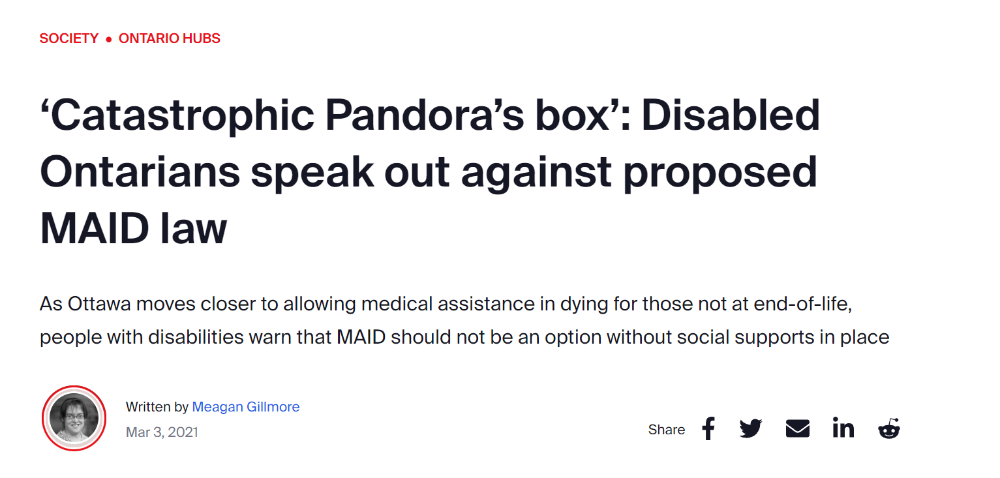 SOCIETY • ONTARIO HUBS
‘Catastrophic Pandora’s box’: Disabled
Ontarians speak out against proposed
MAID law
As Ottawa moves closer to allowing medical assistance in dying for those not at end-of-life,
people with disabilities warn that MAID should not be an option without social supports in place
Written by Meagan Gillmore
Mar 3, 2021
Share